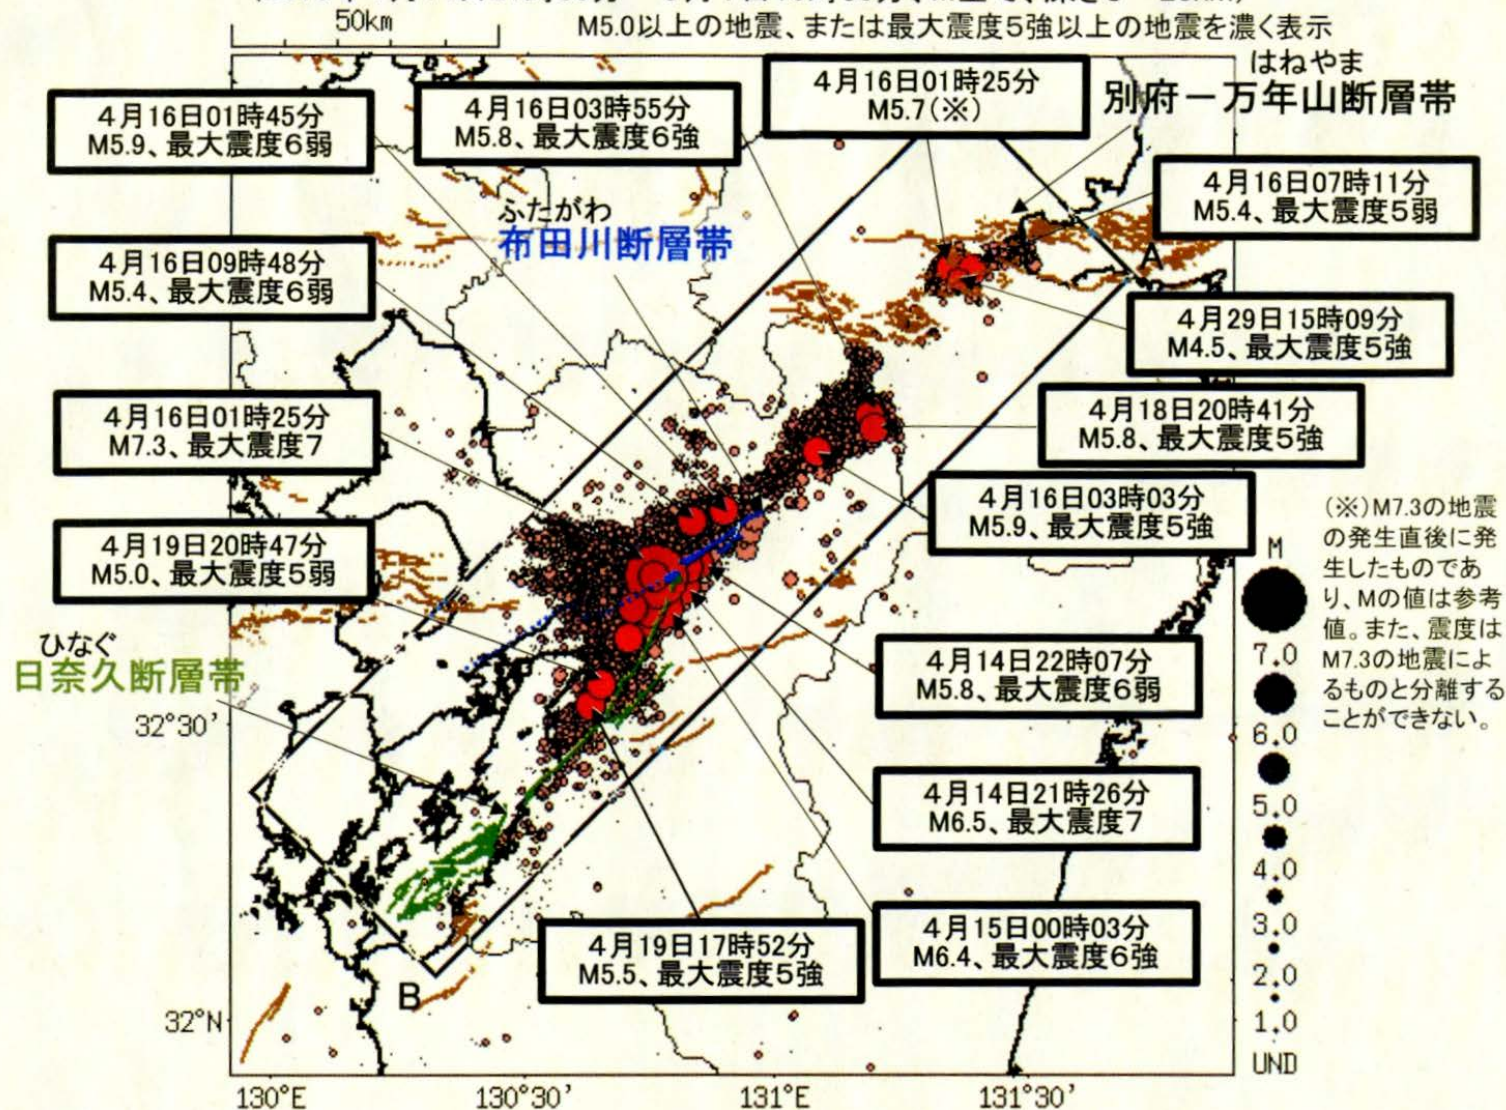 50km
M5.0以上の地震、または最大震度5強以上の地震を濃く表示
はねやま
別府－万年山断層帯
4月16日01時45分
M5.9、最大震度6弱
4月16日03時55分
M5.8、最大震度6強
4月16日01時25分
M5.7(※)
4月16日07時11分
M5.4、最大震度5弱
ふたがわ
布田川断層帯
4月16日09時48分
M5.4、最大震度6弱
A
4月29日15時09分
M4.5、最大震度5強
4月16日01時25分
M7.3、最大震度7
4月18日20時41分
M5.8、最大震度5強
4月16日03時03分
M5.9、最大震度5強
4月19日20時47分
M5.0、最大震度5弱
(※)M7.3の地震
の発生直後に発
生したものであ
り、Mの値は参考
値。また、震度は
M7.3の地震によ
るものと分離する
ことができない。
M
7.0
6.0
5.0
4.0
3.0
2.0
1.0
UND
ひなぐ
日奈久断層帯
4月14日22時07分
M5.8、最大震度6弱
32°30'
4月14日21時26分
M6.5、最大震度7
4月19日17時52分
M5.5、最大震度5強
4月15日00時03分
M6.4、最大震度6強
B
32°N
130°E
130°30'
131°E
131°30'